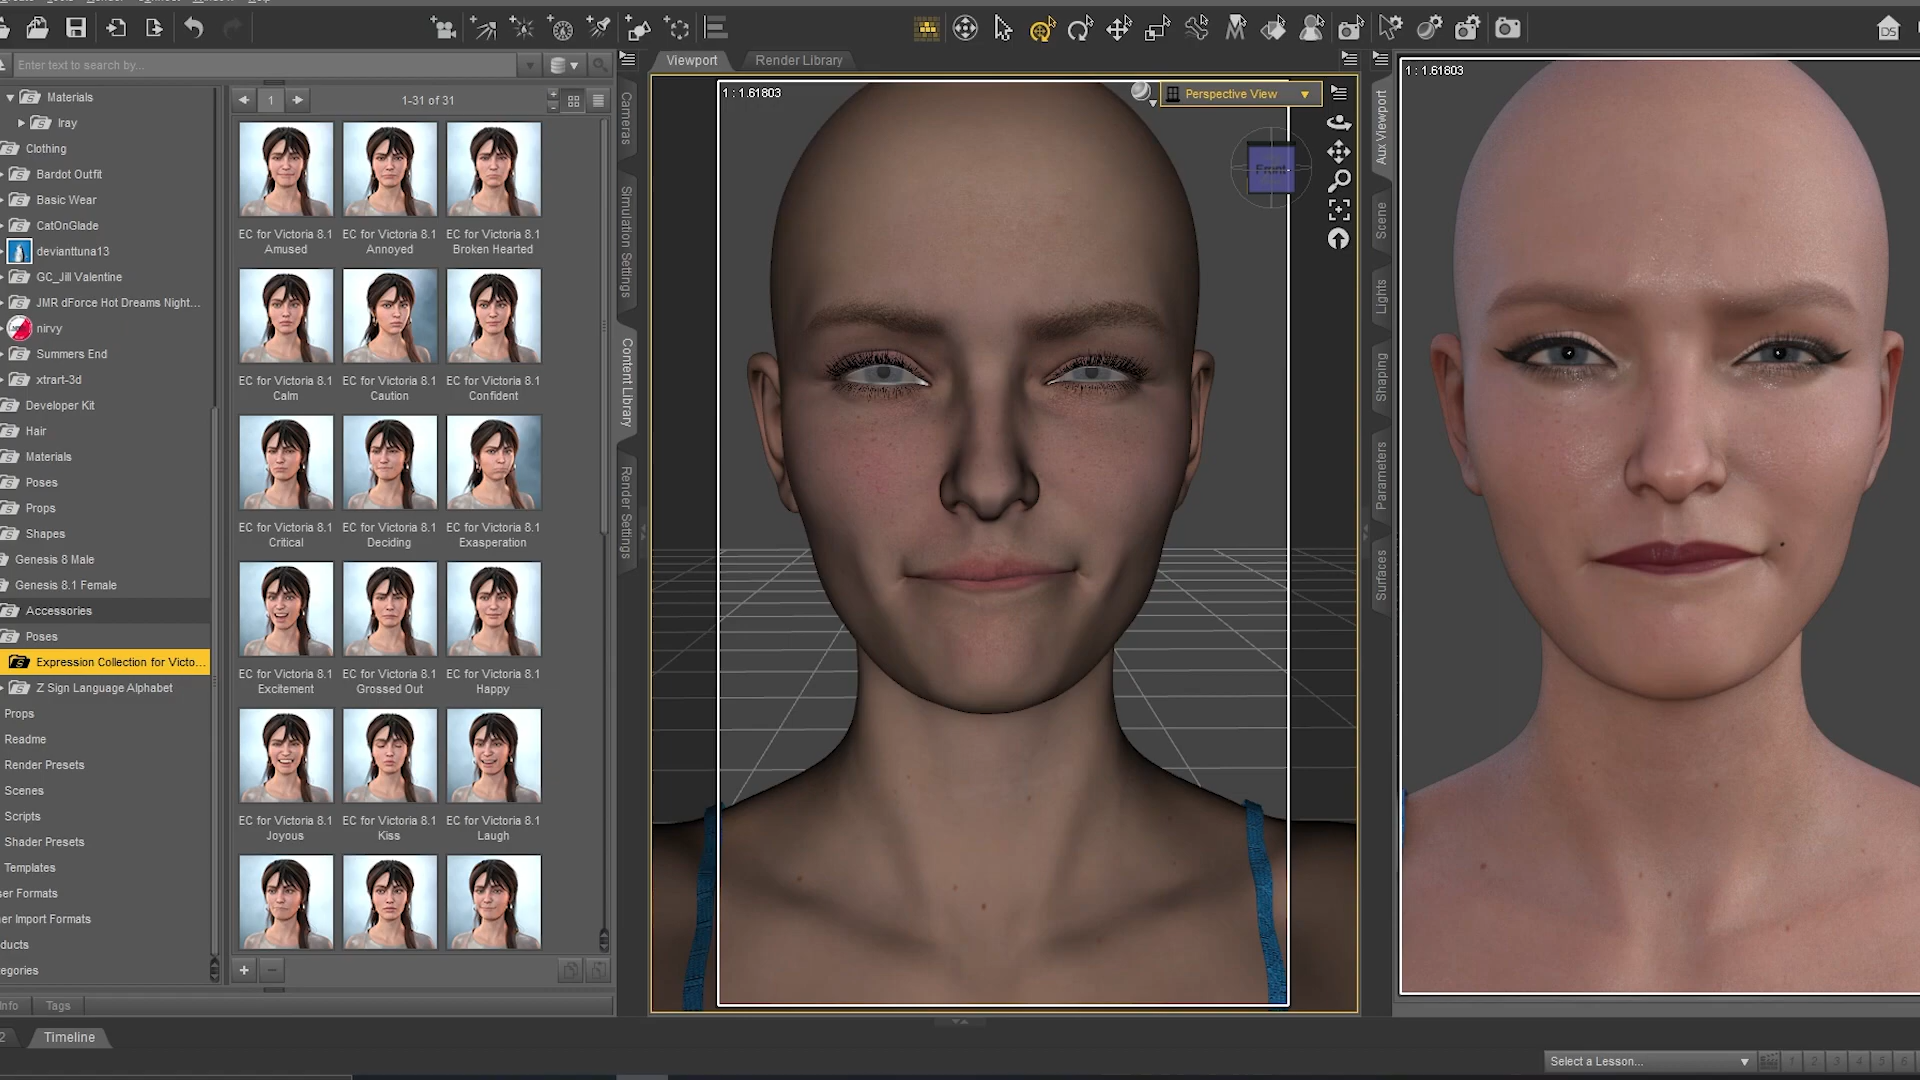 Enter text to search by...
Viewport
Render Library
1 : 1.61803
Perspective View
Front
1 : 1.61803
Materials
Iray
Clothing
Bardot Outfit
Basic Wear
CatOnGlade
devianttuna13
GC_Jill Valentine
JMR dForce Hot Dreams Night...
nirvy
Summers End
xtrart-3d
Developer Kit
Hair
Materials
Poses
Props
Shapes
Genesis 8 Male
Genesis 8.1 Female
Accessories
Poses
Expression Collection for Victo...
Z Sign Language Alphabet
Props
Readme
Render Presets
Scenes
Scripts
Shader Presets
Templates
ser Formats
er Import Formats
ducts
egories
1
1-31 of 31
EC for Victoria 8.1 Amused
EC for Victoria 8.1 Annoyed
EC for Victoria 8.1 Broken Hearted
EC for Victoria 8.1 Calm
EC for Victoria 8.1 Caution
EC for Victoria 8.1 Confident
EC for Victoria 8.1 Critical
EC for Victoria 8.1 Deciding
EC for Victoria 8.1 Exasperation
EC for Victoria 8.1 Excitement
EC for Victoria 8.1 Grossed Out
EC for Victoria 8.1 Happy
EC for Victoria 8.1 Joyous
EC for Victoria 8.1 Kiss
EC for Victoria 8.1 Laugh
Cameras
Simulation Settings
Content Library
Render Settings
Aux Viewport
Scene
Lights
Shaping
Parameters
Surfaces
DS
Info
Tags
2
Timeline
Select a Lesson...
1 2 3 4 5 6